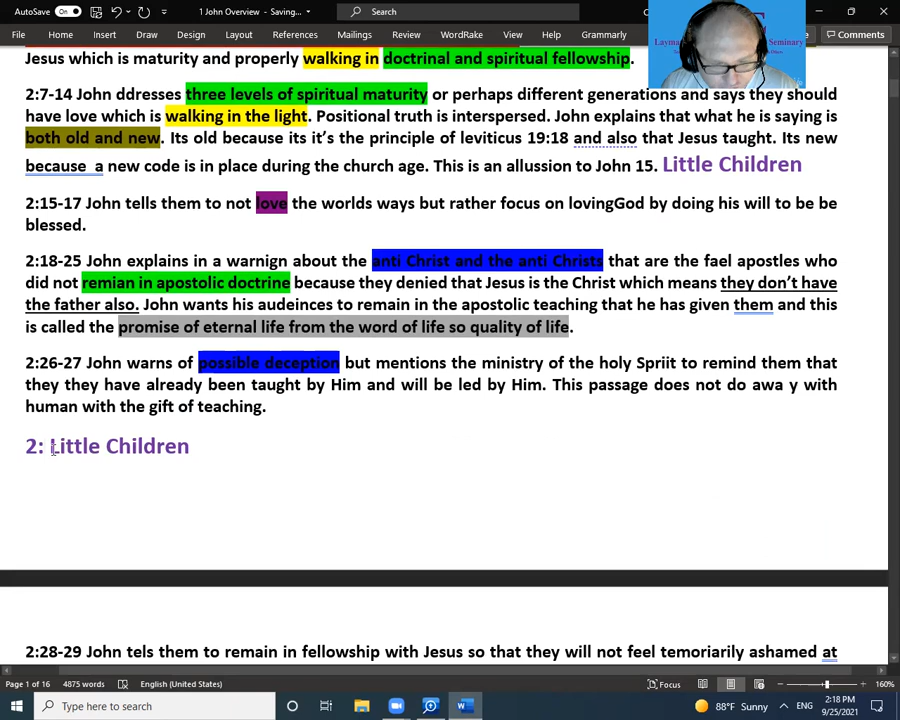 AutoSave On 1 John Overview - Saving... Search
File Home Insert Draw Design Layout References Mailings Review WordRake View Help Grammarly Comments
Layman Seminary
Jesus which is maturity and properly walking in doctrinal and spiritual fellowship.
2:7-14 John ddresses three levels of spiritual maturity or perhaps different generations and says they should
have love which is walking in the light. Positional truth is interspersed. John explains that what he is saying is
both old and new. Its old because its it's the principle of leviticus 19:18 and also that Jesus taught. Its new
because a new code is in place during the church age. This is an allussion to John 15. Little Children
2:15-17 John tells them to not love the worlds ways but rather focus on lovingGod by doing his will to be be
blessed.
2:18-25 John explains in a warnign about the anti Christ and the anti Christs that are the fael apostles who
did not remian in apostolic doctrine because they denied that Jesus is the Christ which means they don't have
the father also. John wants his audeinces to remain in the apostolic teaching that he has given them and this
is called the promise of eternal life from the word of life so quality of life.
2:26-27 John warns of possible deception but mentions the ministry of the holy Spriit to remind them that
they they have already been taught by Him and will be led by Him. This passage does not do awa y with
human with the gift of teaching.
2: Little Children
2:28-29 John tels them to remain in fellowship with Jesus so that they will not feel temoriarily ashamed at
Page 1 of 16 4875 words English (United States) Focus 160%
Type here to search 88°F Sunny ENG 2:18 PM
9/25/2021